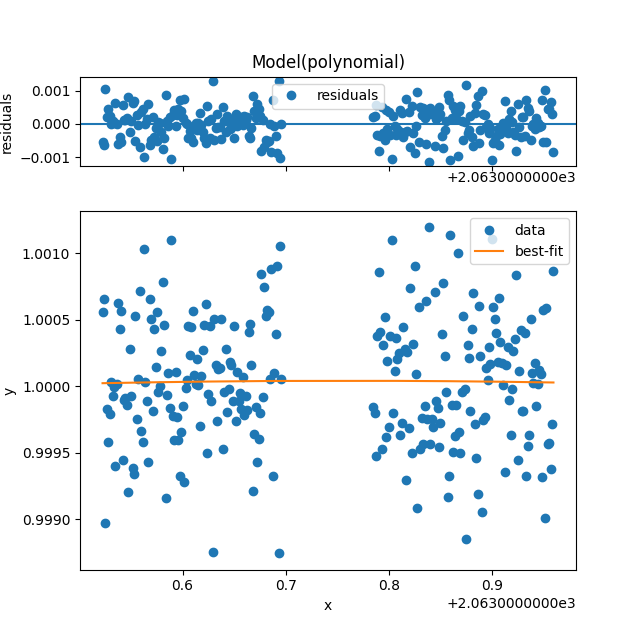 Model(polynomial)
0.001
0.000
−0.001
residuals
residuals
+2.0630000000e3
1.0010
1.0005
1.0000
0.9995
0.9990
y
data
best-fit
0.6 0.7 0.8 0.9
x
+2.0630000000e3